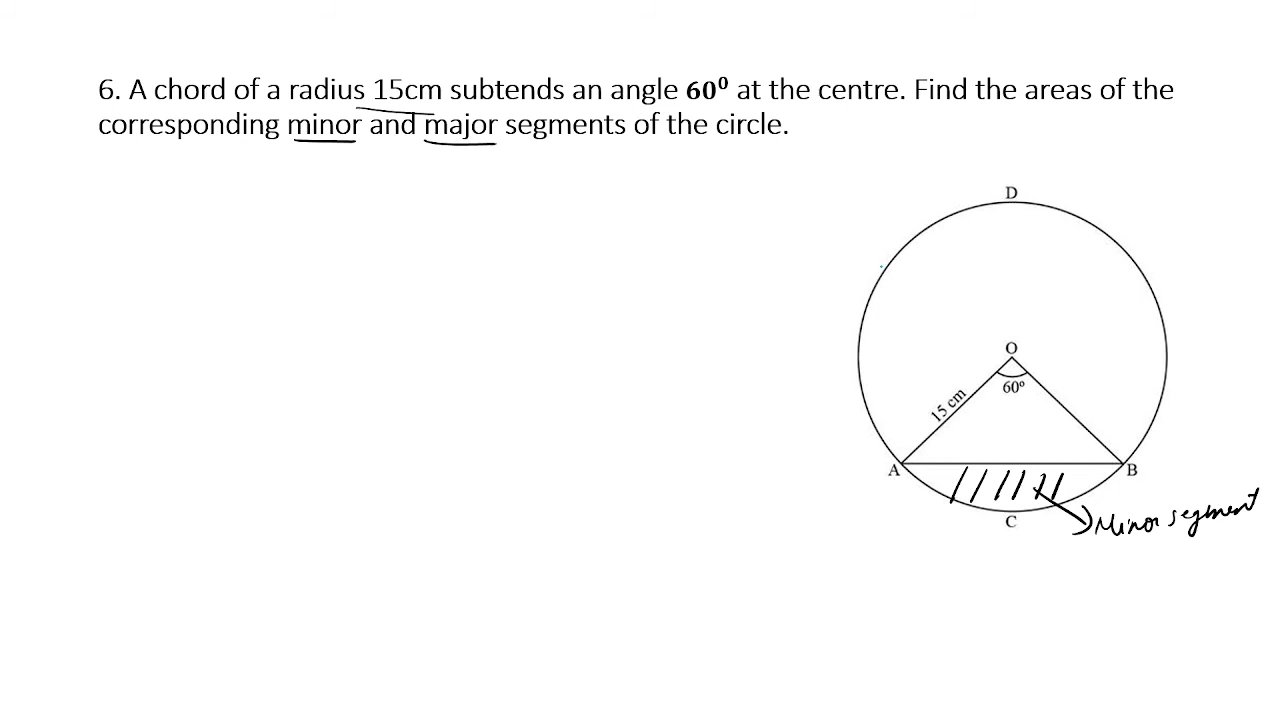 6. A chord of a radius 15cm subtends an angle 60⁰ at the centre. Find the areas of the
corresponding minor and major segments of the circle.
D
O
60º
15 cm
A
B
C
Minor segment